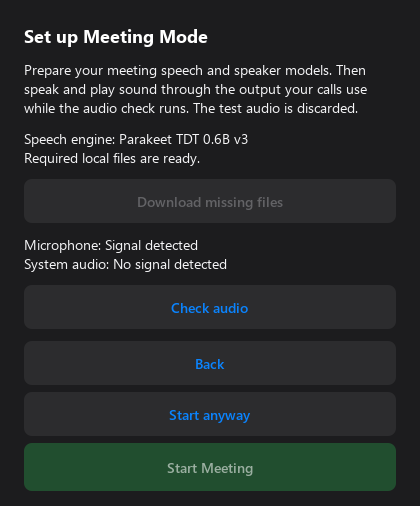 Set up Meeting Mode
Prepare your meeting speech and speaker models. Then
speak and play sound through the output your calls use
while the audio check runs. The test audio is discarded.
Speech engine: Parakeet TDT 0.6B v3
Required local files are ready.
Download missing files
Microphone: Signal detected
System audio: No signal detected
Check audio
Back
Start anyway
Start Meeting